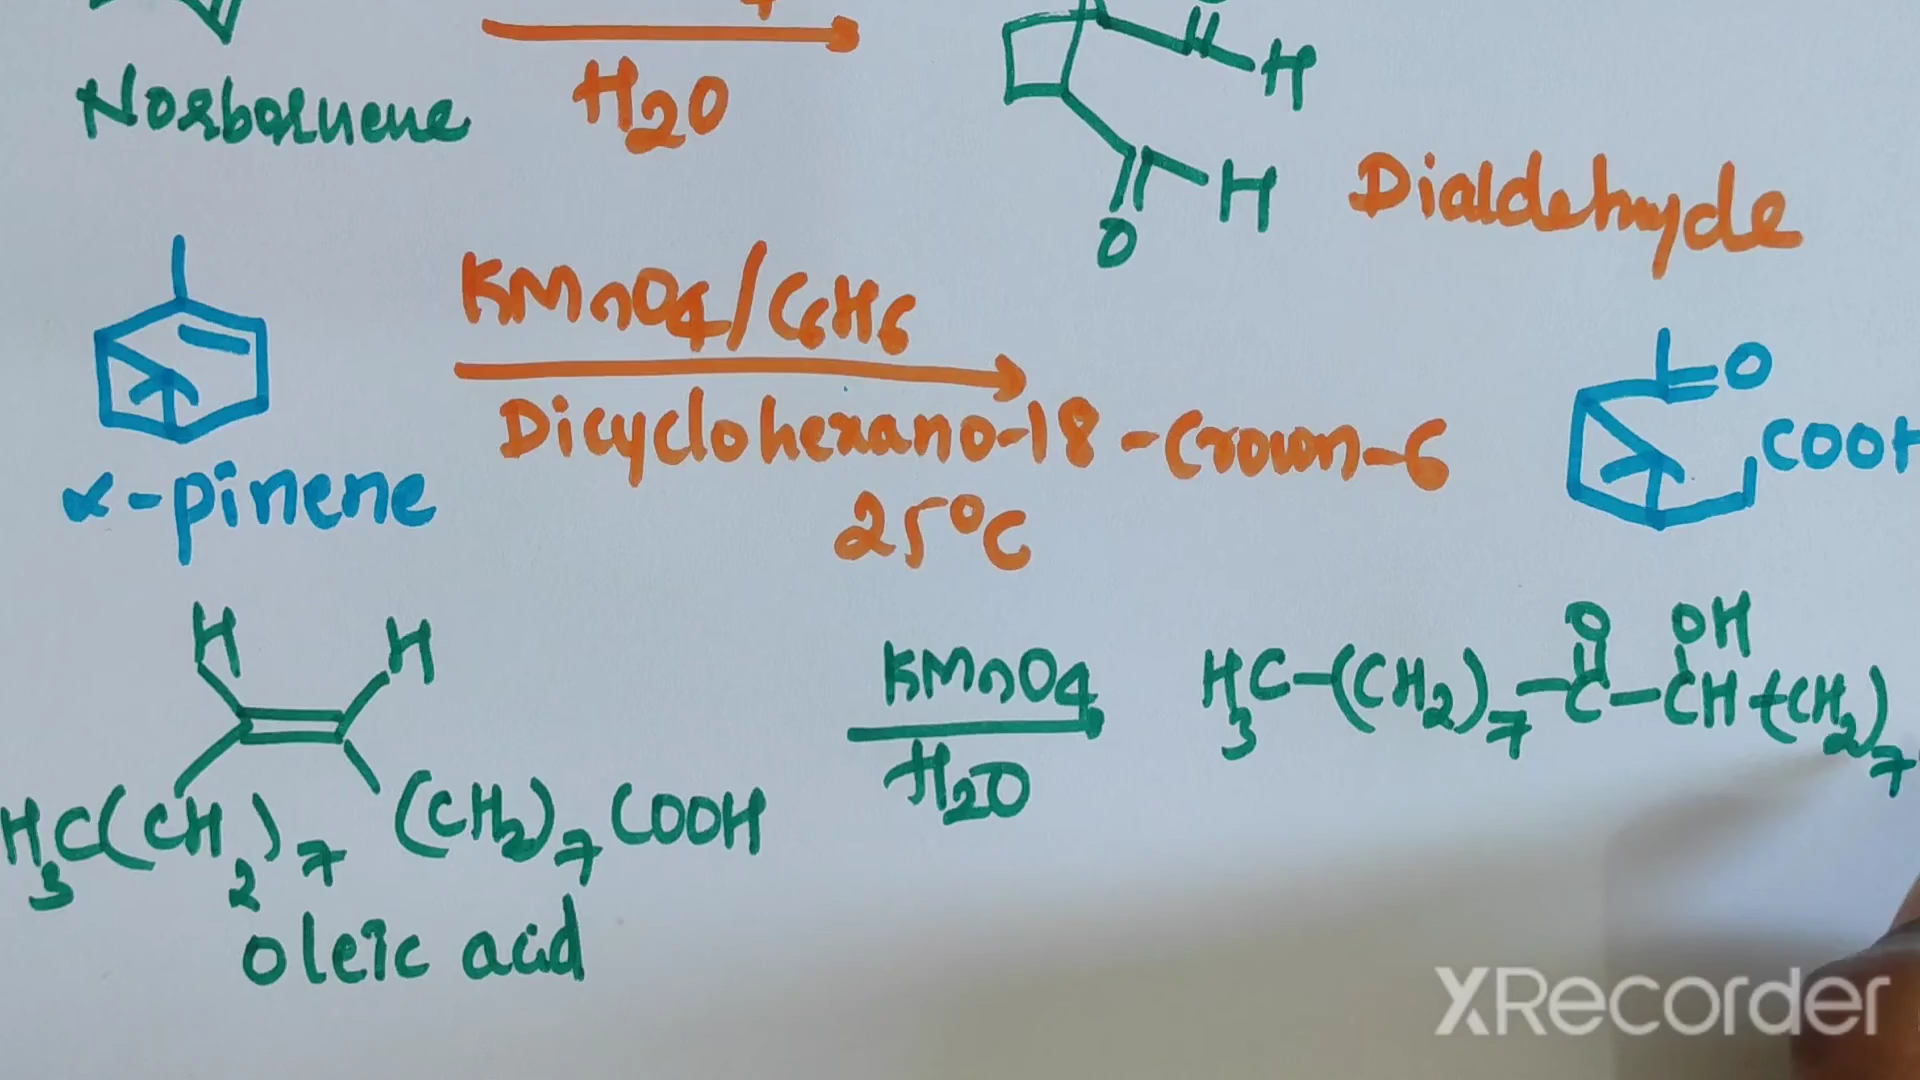 H2O
H
Norbornene
H
O
Dialdehyde
KMnO4/C6H6
O
COOH
Dicyclohexano-18-Crown-6
25°C
α-pinene
H H
KMnO4
H2O
O OH
H3C-(CH2)7-C-CH-(CH2)7
H3C(CH2)7 (CH2)7COOH
oleic acid
XRecorder